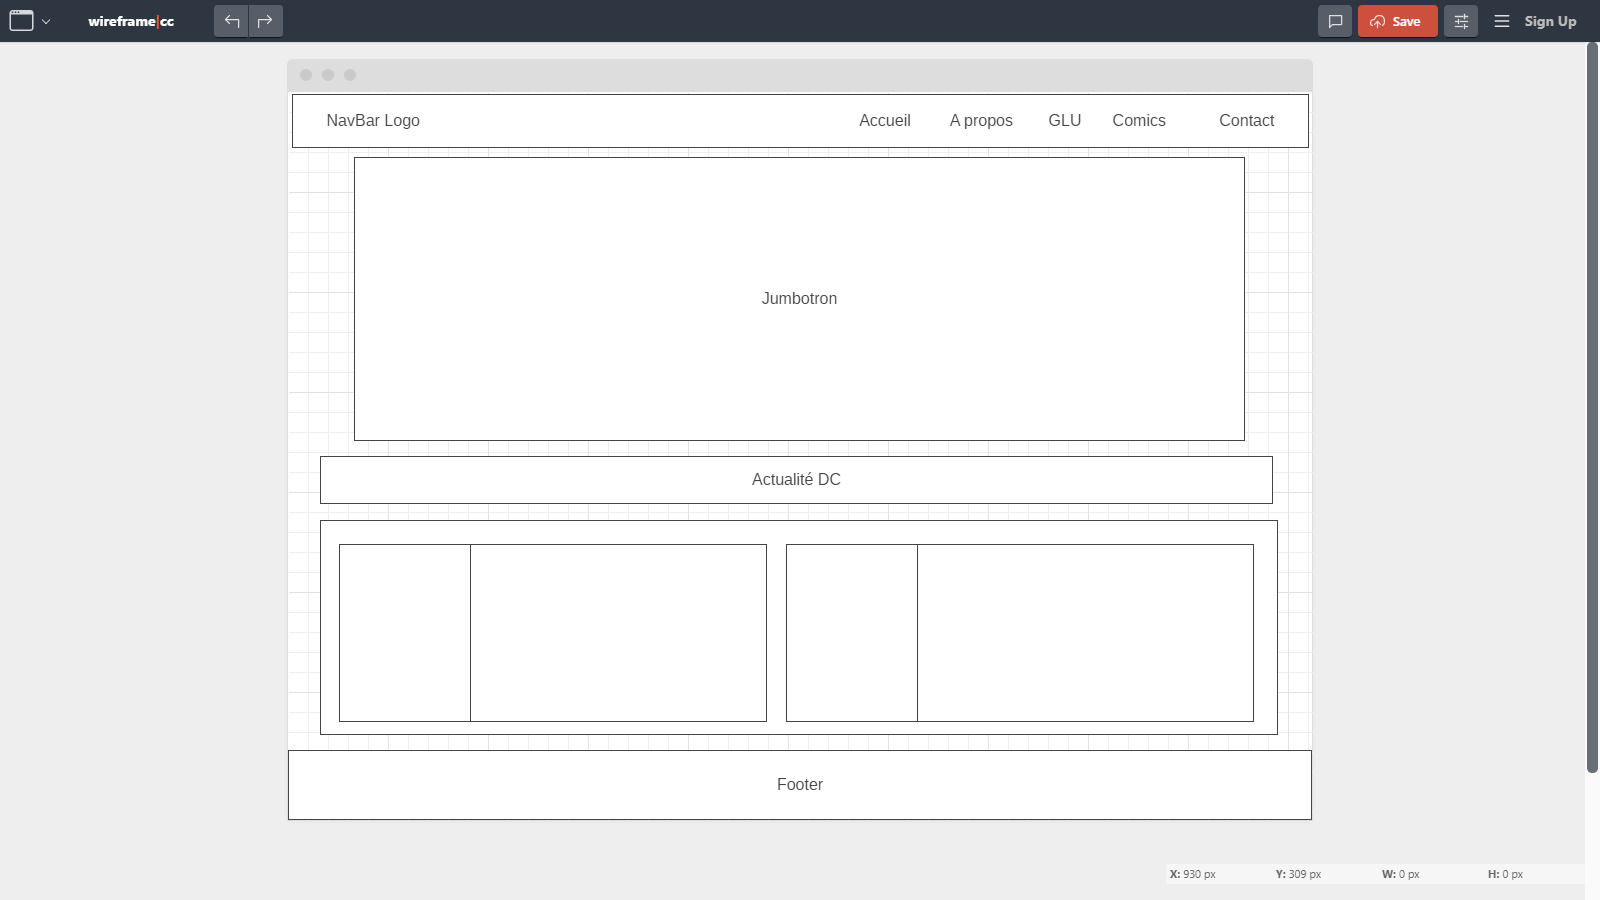 wireframe|cc
Save
Sign Up
NavBar Logo Accueil A propos GLU Comics Contact
Jumbotron
Actualité DC
Footer
X: 930 px Y: 309 px W: 0 px H: 0 px